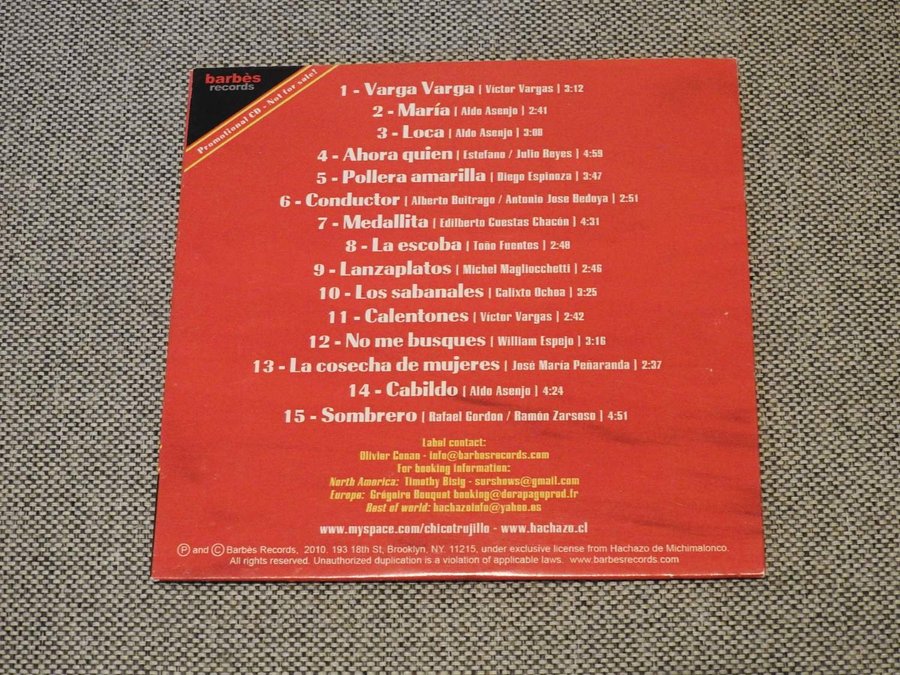 barbès
records
Promotional CD - Not for sale!
1 - Varga Varga | Víctor Vargas | 3:12
2 - María | Aldo Asenjo | 2:41
3 - Loca | Aldo Asenjo | 3:08
4 - Ahora quien | Estefano / Julio Reyes | 4:59
5 - Pollera amarilla | Diego Espinoza | 3:47
6 - Conductor | Alberto Buitrago / Antonio Jose Bedoya | 2:51
7 - Medallita | Edilberto Cuestas Chacón | 4:31
8 - La escoba | Toño Fuentes | 2:48
9 - Lanzaplatos | Michel Magliocchetti | 2:46
10 - Los sabanales | Calixto Ochoa | 3:25
11 - Calentones | Víctor Vargas | 2:42
12 - No me busques | William Espejo | 3:16
13 - La cosecha de mujeres | José María Peñaranda | 2:37
14 - Cabildo | Aldo Asenjo | 4:24
15 - Sombrero | Rafael Gordon / Ramón Zarsoso | 4:51
Label contact:
Olivier Conan - info@barbesrecords.com
For booking information:
North America: Timothy Bisig - surshows@gmail.com
Europe: Grégoire Bouquet booking@derapageprod.fr
Best of world: hachazoinfo@yahoo.es
www.myspace.com/chicotrujillo - www.hachazo.cl
Ⓟ and © Barbès Records, 2010. 193 18th St, Brooklyn, NY. 11215, under exclusive license from Hachazo de Michimalonco.
All rights reserved. Unauthorized duplication is a violation of applicable laws. www.barbesrecords.com